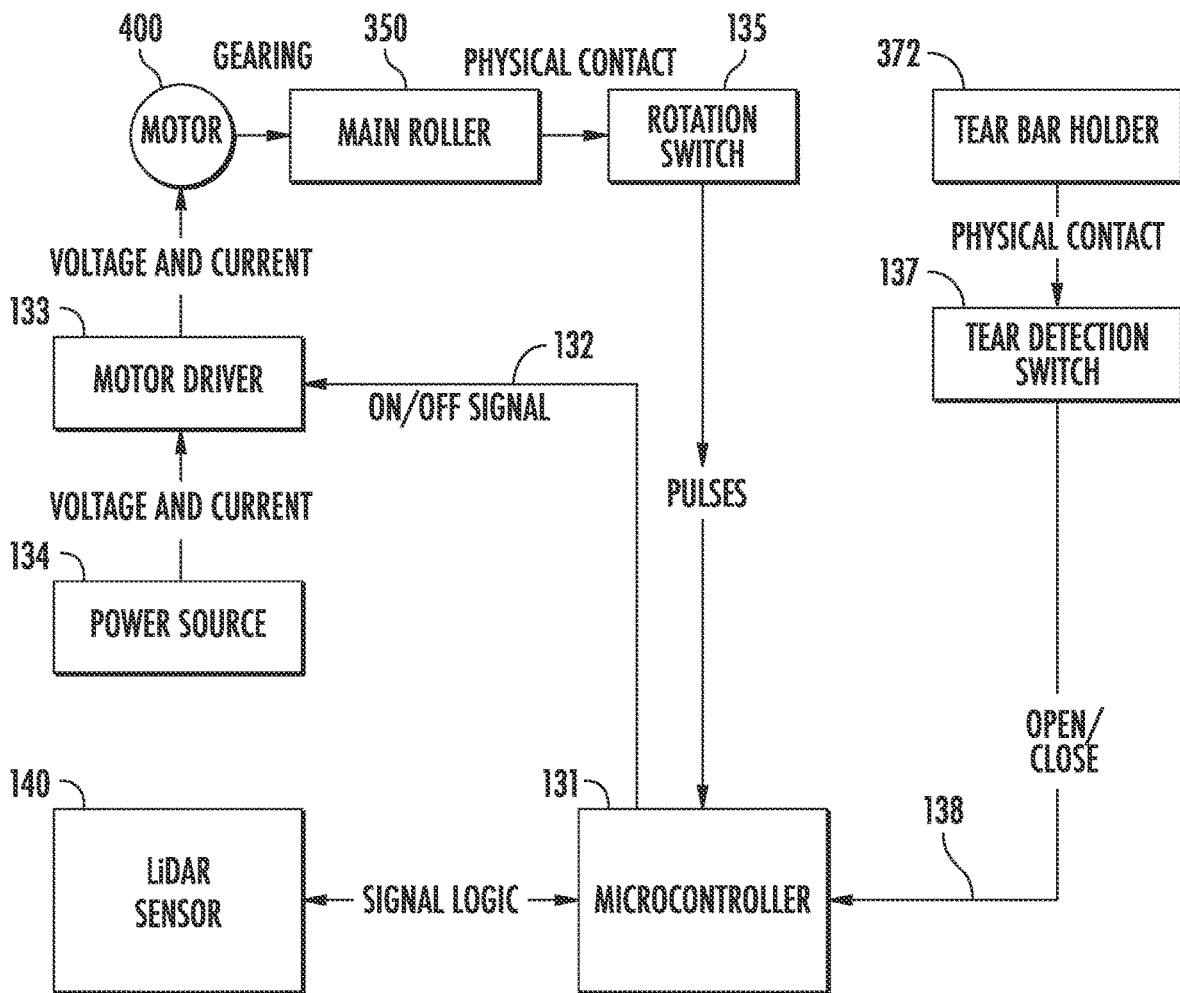 400
GEARING
350
PHYSICAL CONTACT
135
372
MOTOR
MAIN ROLLER
ROTATION
SWITCH
TEAR BAR HOLDER
VOLTAGE AND CURRENT
PHYSICAL CONTACT
133
137
MOTOR DRIVER
132
ON/OFF SIGNAL
TEAR DETECTION
SWITCH
VOLTAGE AND CURRENT
PULSES
134
POWER SOURCE
OPEN/
CLOSE
140
131
138
LiDAR
SENSOR
SIGNAL LOGIC
MICROCONTROLLER